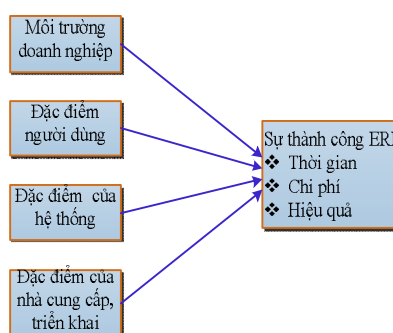 Môi trường
doanh nghiệp
Đặc điểm
người dùng
Đặc điểm của
hệ thống
Đặc điểm của
nhà cung cấp,
triển khai
Sự thành công
❖ Thời gian
❖ Chi phí
❖ Hiệu quả